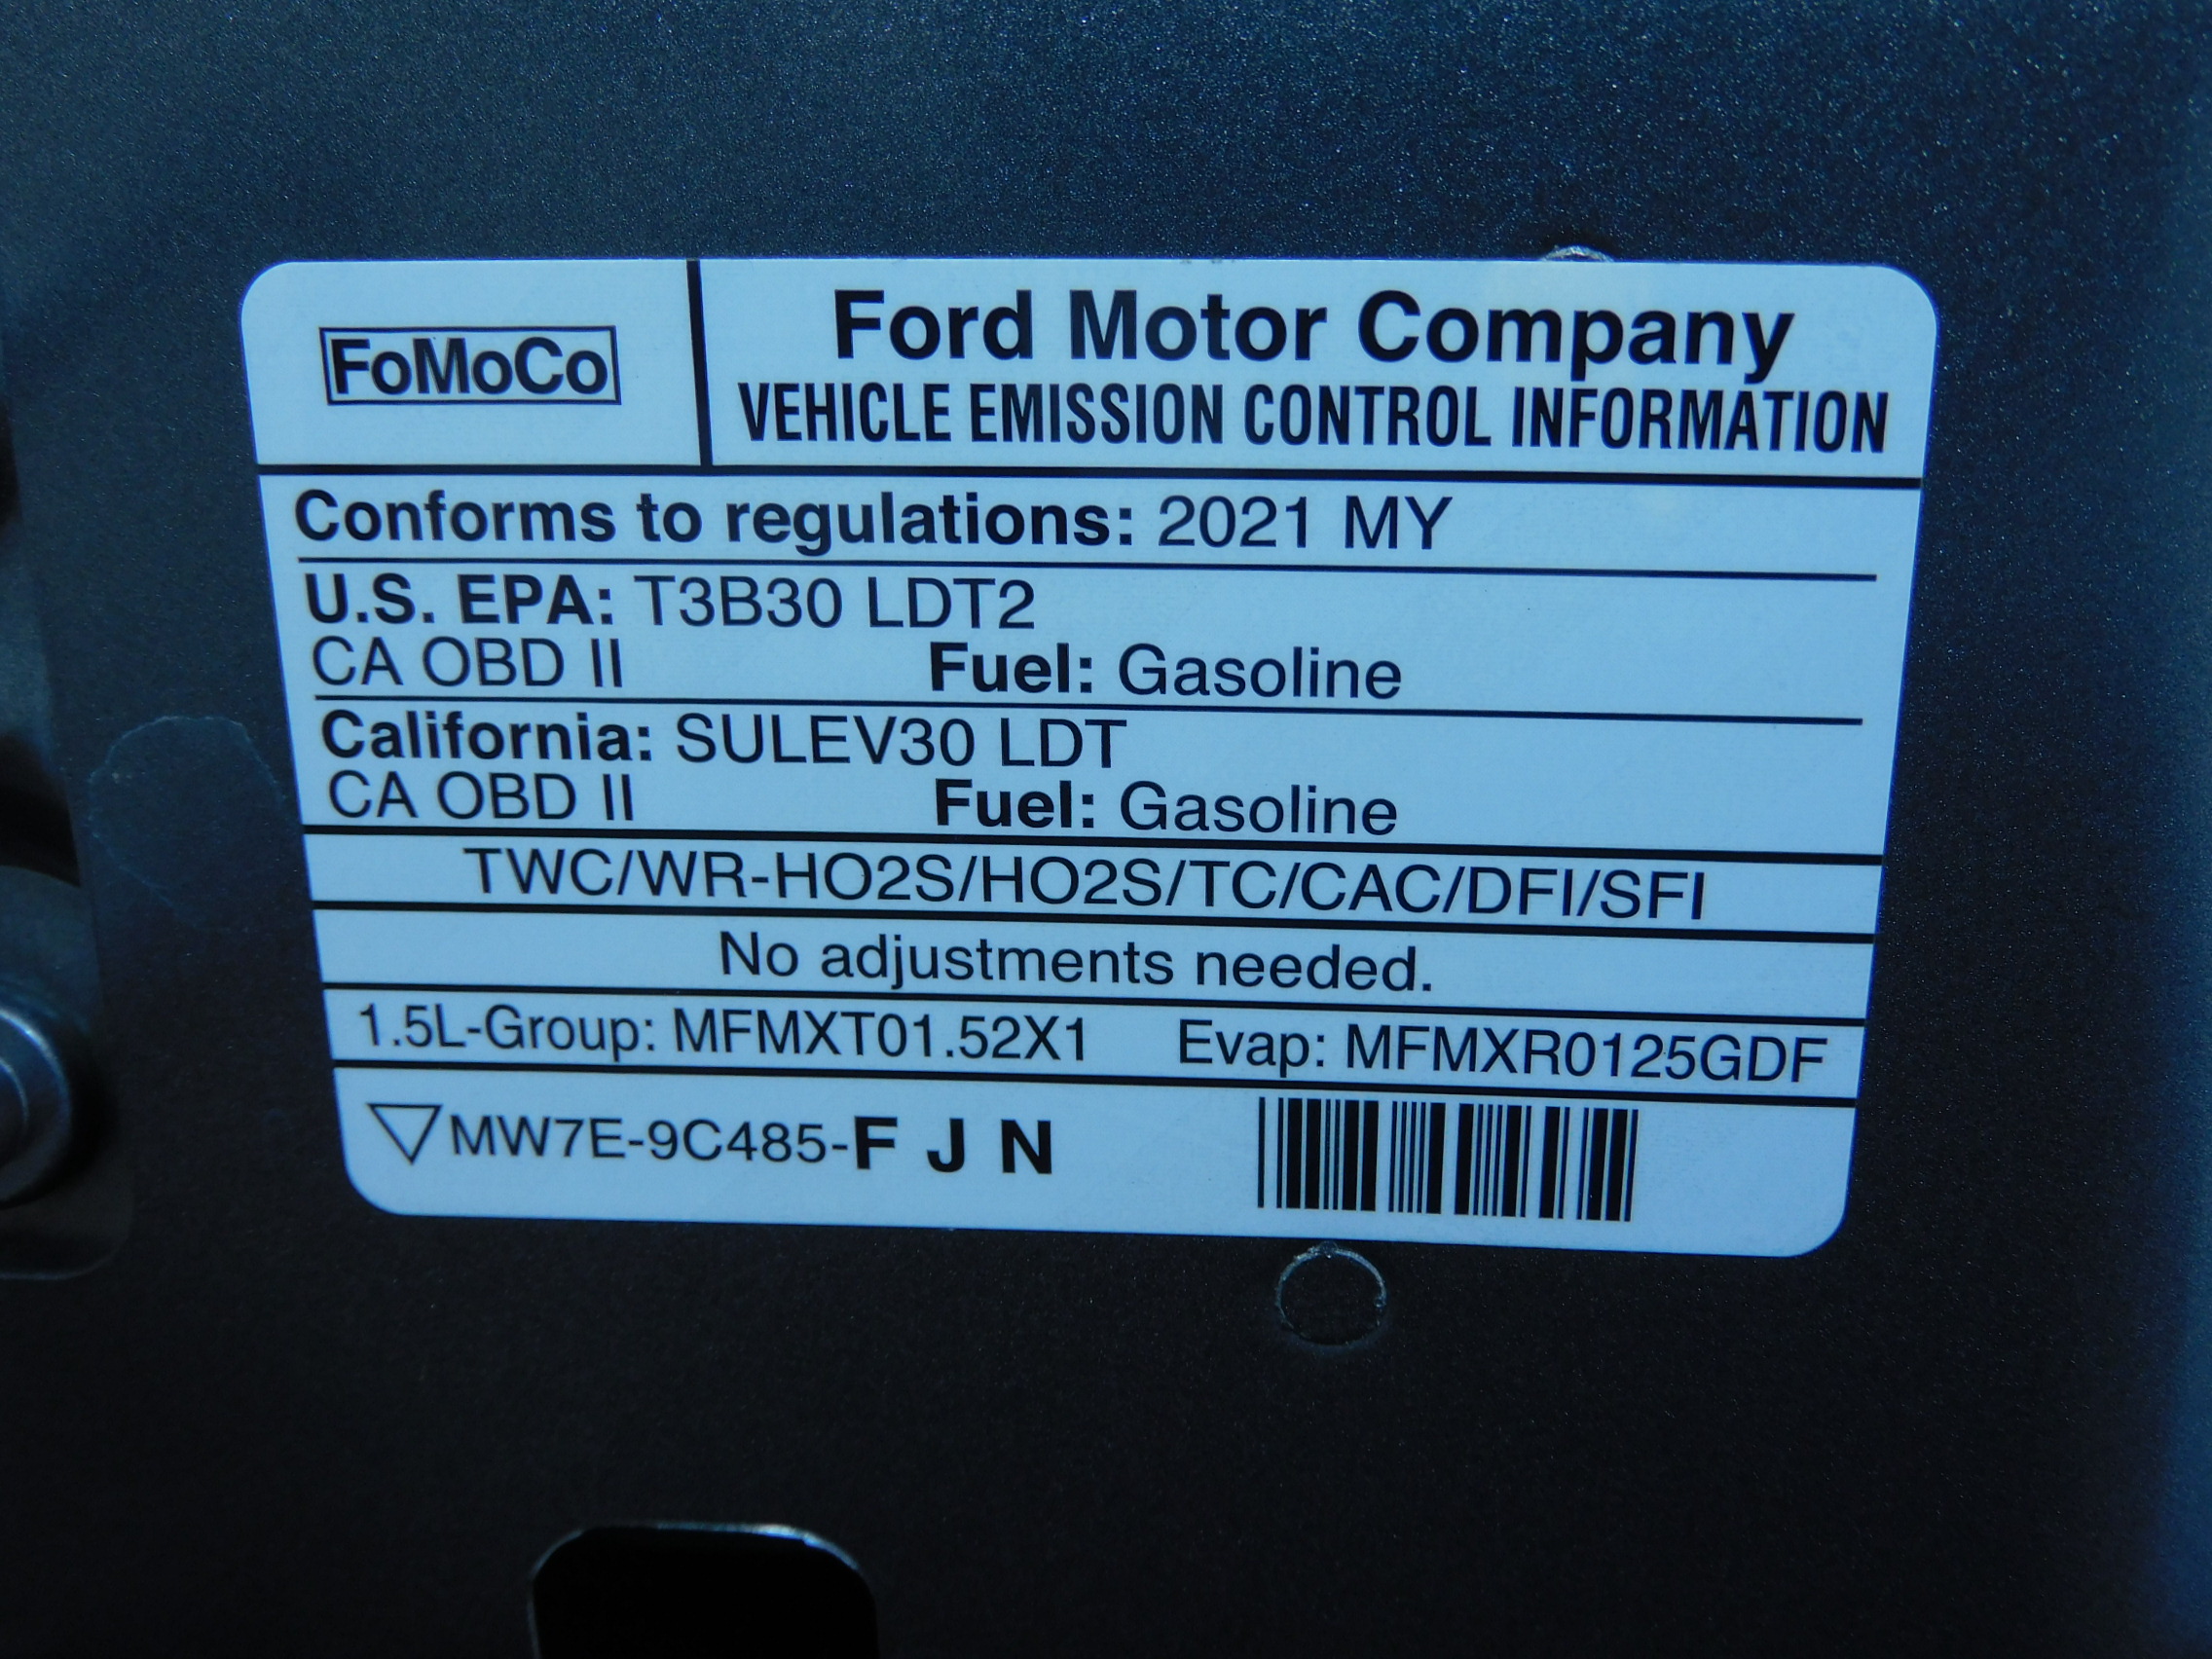 FoMoCo
Ford Motor Company
VEHICLE EMISSION CONTROL INFORMATION
Conforms to regulations: 2021 MY
U.S. EPA: T3B30 LDT2
CA OBD II Fuel: Gasoline
California: SULEV30 LDT
CA OBD II Fuel: Gasoline
TWC/WR-HO2S/HO2S/TC/CAC/DFI/SFI
No adjustments needed.
1.5L-Group: MFMXT01.52X1 Evap: MFMXR0125GDF
MW7E-9C485-F J N